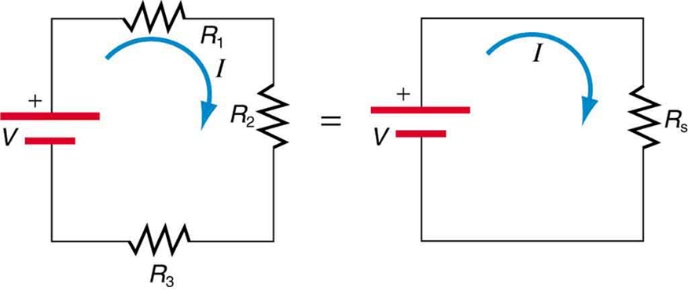 R₁
I
+
V
R₂
R₃
=
I
+
V
Rₛ